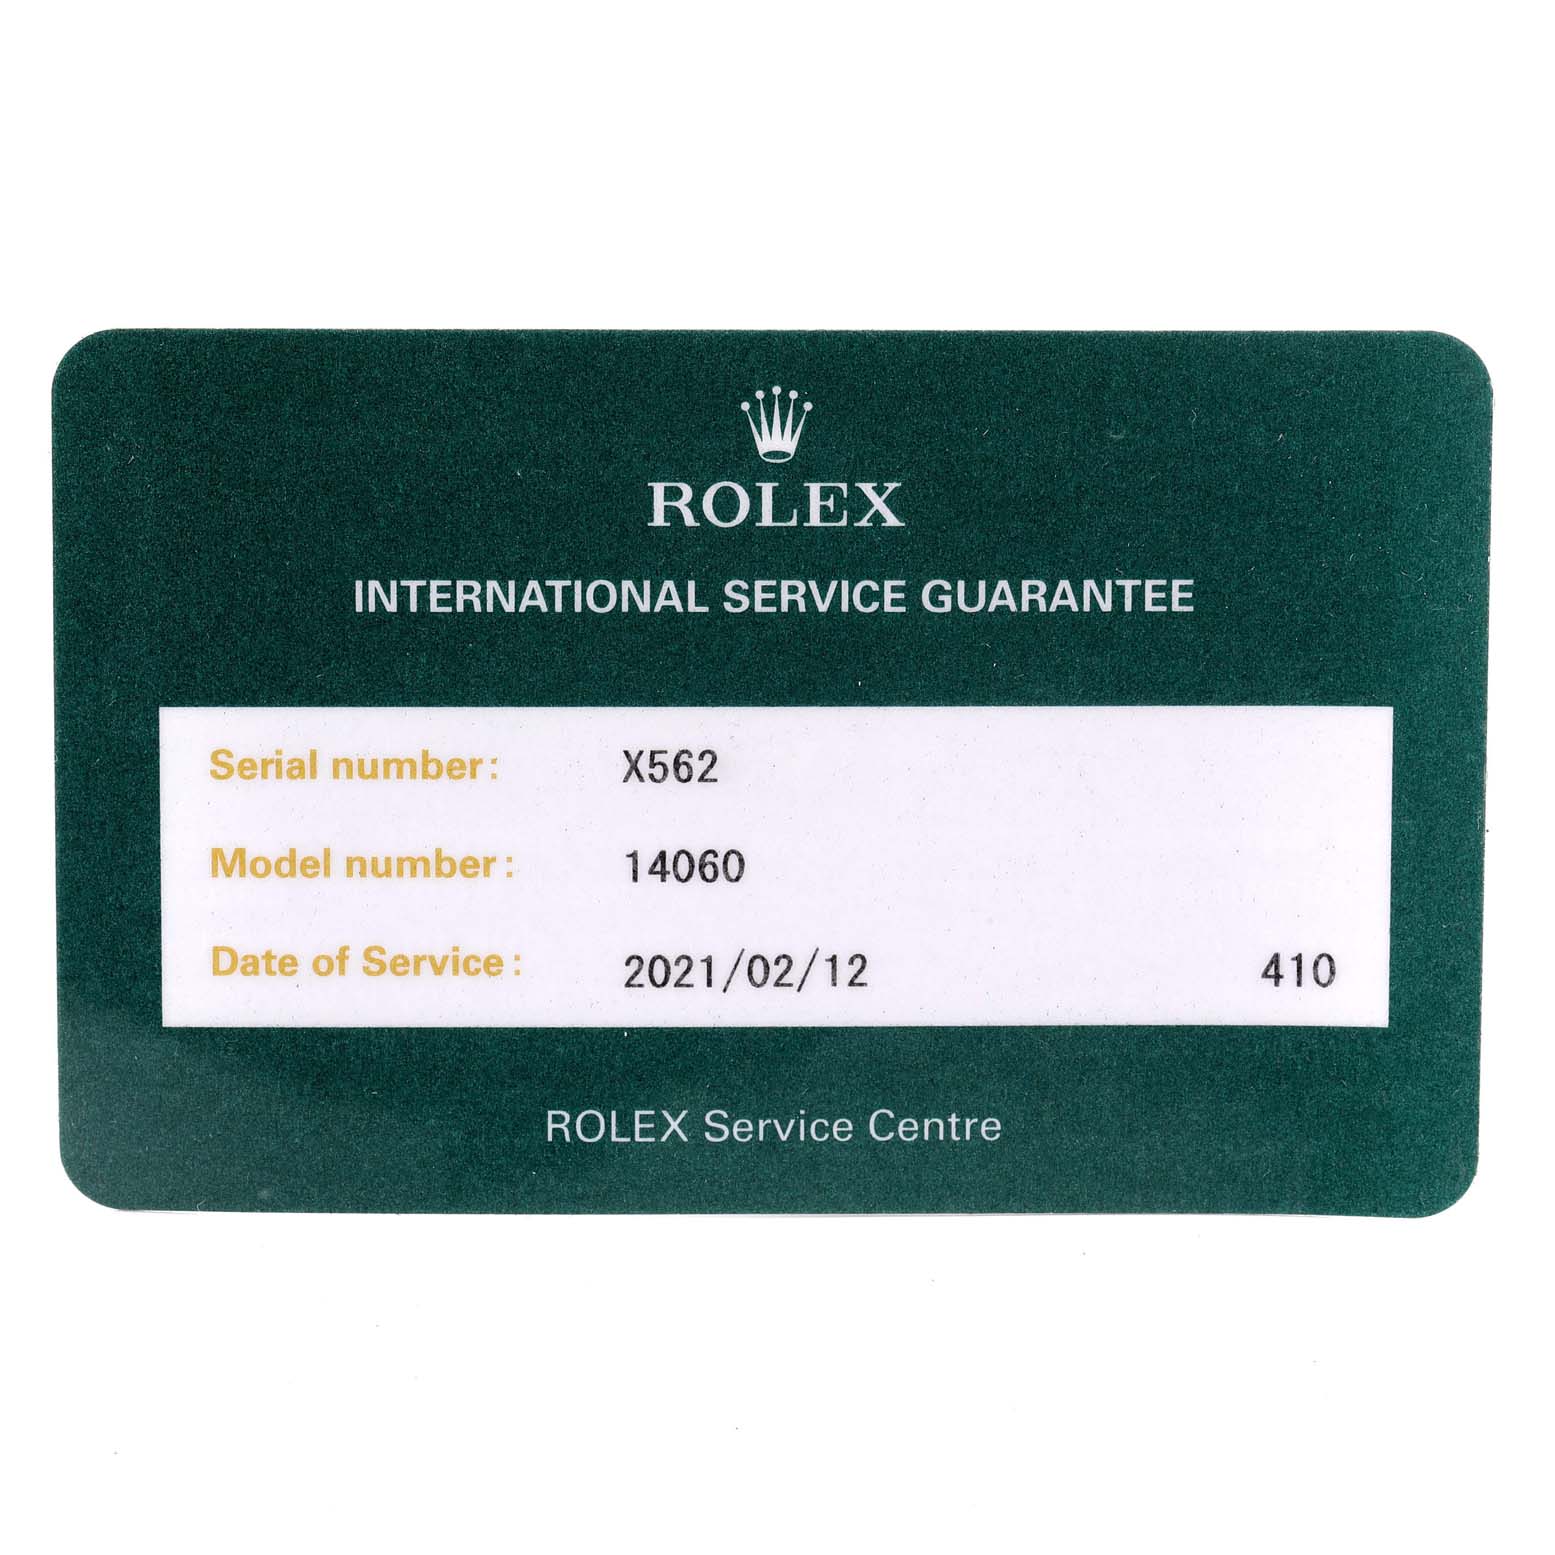 ROLEX
INTERNATIONAL SERVICE GUARANTEE
Serial number: X562
Model number: 14060
Date of Service: 2021/02/12 410
ROLEX Service Centre